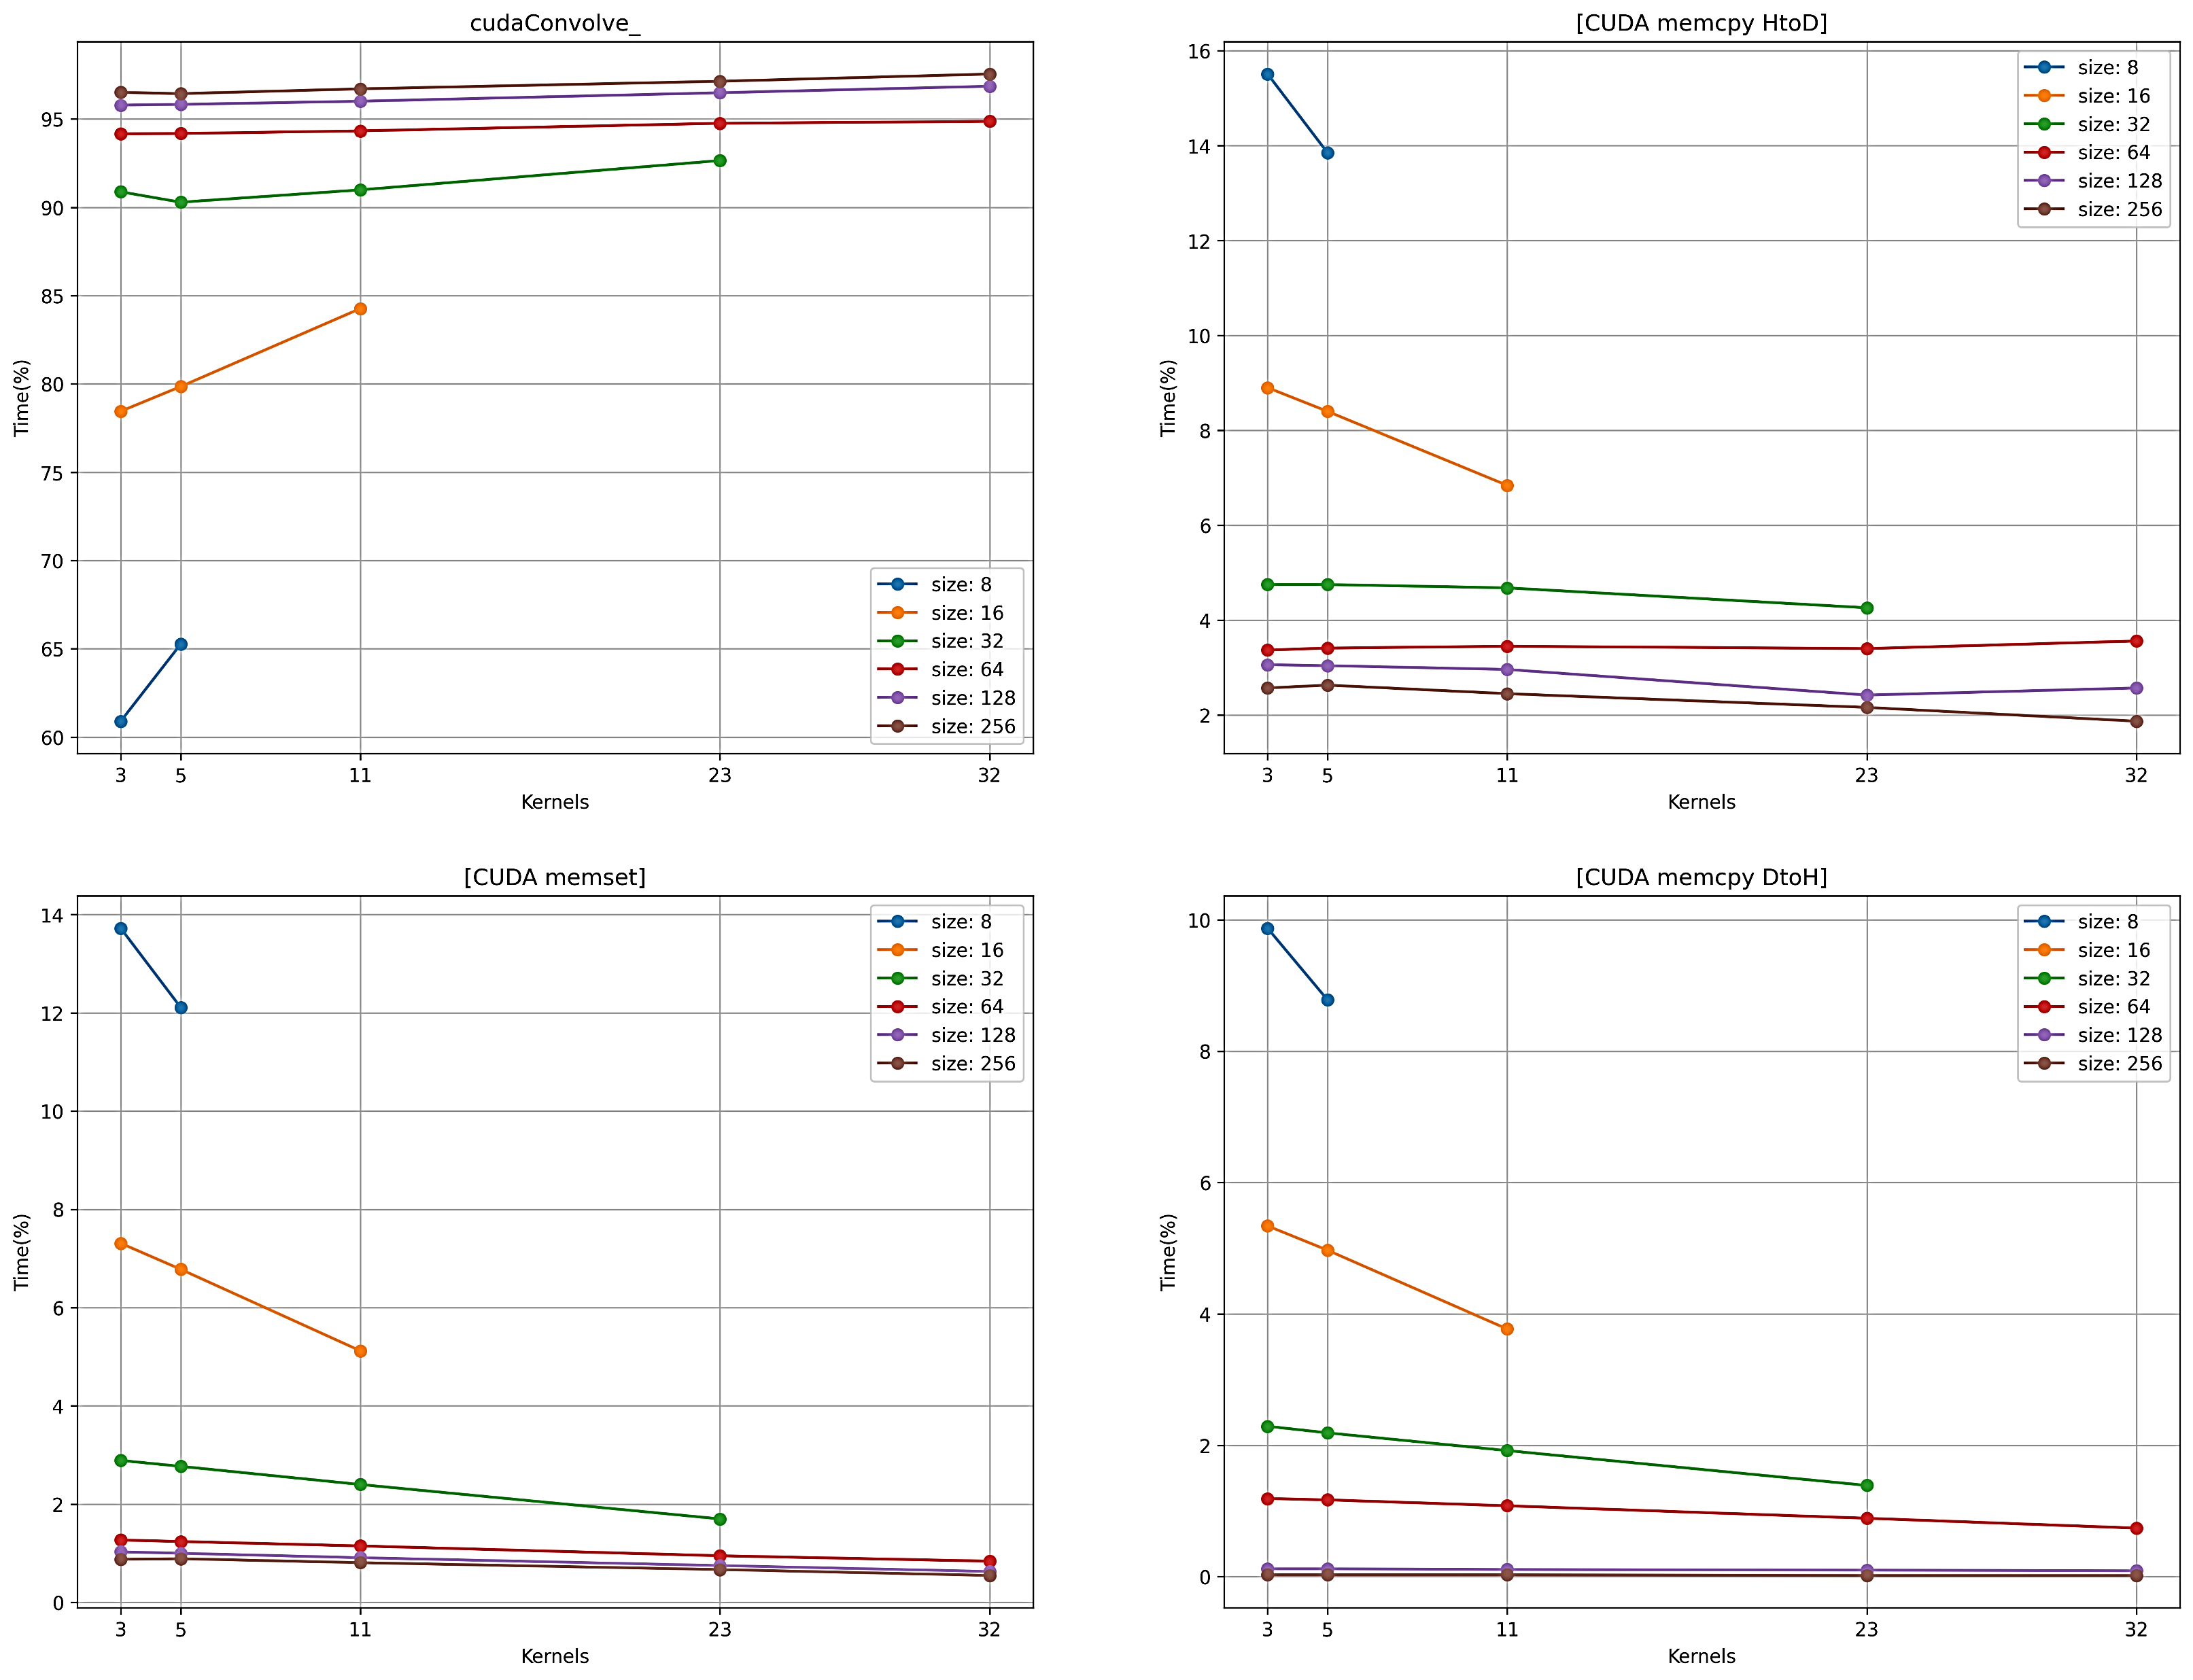 cudaConvolve_
Time(%)
95
90
85
80
75
70
65
60
3 5 11 23 32
Kernels
size: 8
size: 16
size: 32
size: 64
size: 128
size: 256
[CUDA memcpy HtoD]
Time(%)
16
14
12
10
8
6
4
2
3 5 11 23 32
Kernels
size: 8
size: 16
size: 32
size: 64
size: 128
size: 256
[CUDA memset]
Time(%)
14
12
10
8
6
4
2
0
3 5 11 23 32
Kernels
size: 8
size: 16
size: 32
size: 64
size: 128
size: 256
[CUDA memcpy DtoH]
Time(%)
10
8
6
4
2
0
3 5 11 23 32
Kernels
size: 8
size: 16
size: 32
size: 64
size: 128
size: 256